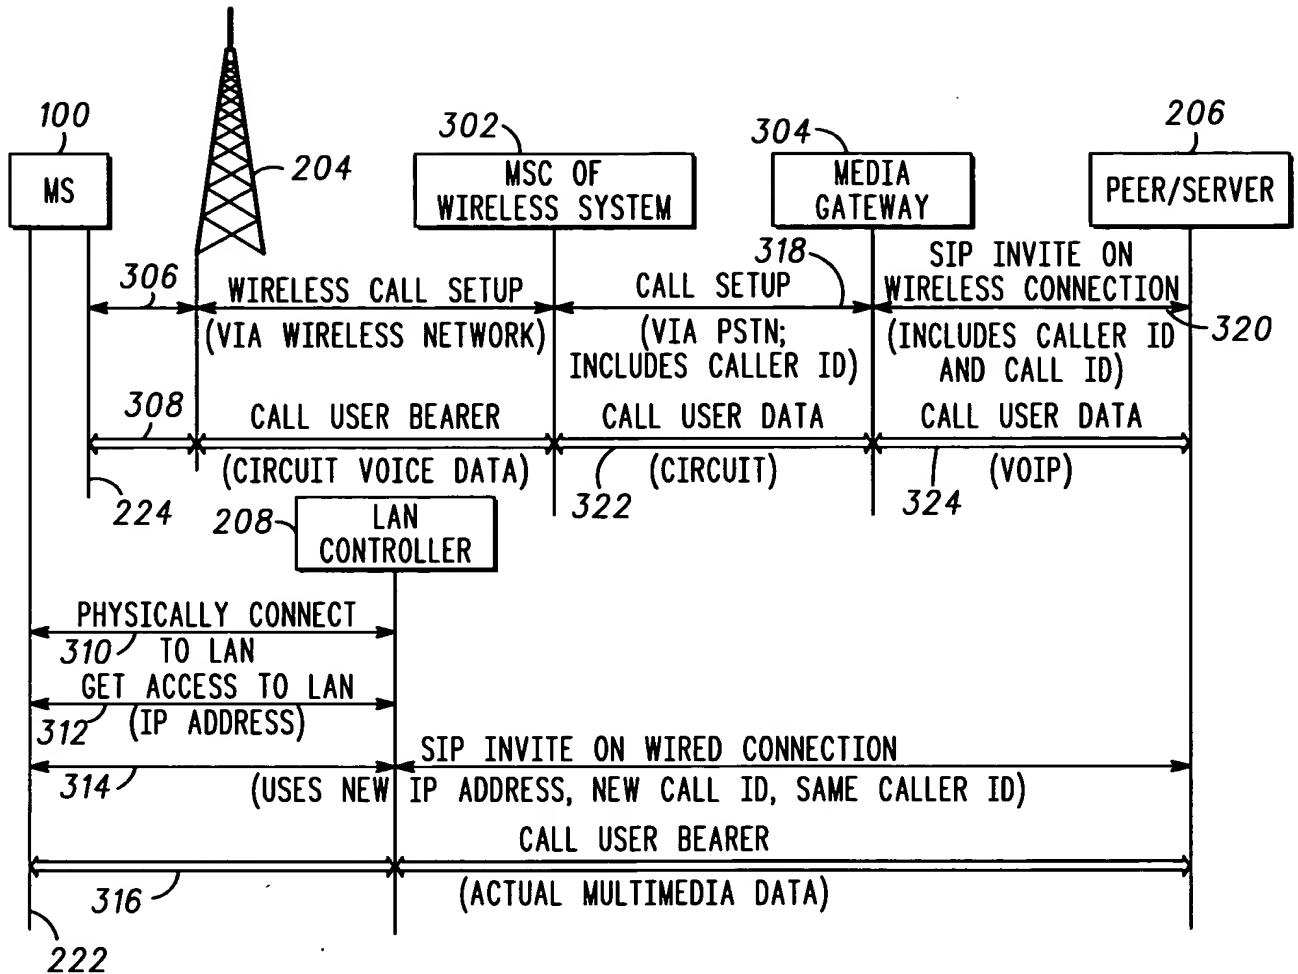 100
MS
204
302
MSC OF
WIRELESS SYSTEM
304
MEDIA
GATEWAY
206
PEER/SERVER
306
WIRELESS CALL SETUP
(VIA WIRELESS NETWORK)
318
CALL SETUP
(VIA PSTN;
INCLUDES CALLER ID)
SIP INVITE ON
WIRELESS CONNECTION
320
(INCLUDES CALLER ID
AND CALL ID)
308
CALL USER BEARER
(CIRCUIT VOICE DATA)
CALL USER DATA
(CIRCUIT)
322
CALL USER DATA
(VOIP)
324
224
208
LAN
CONTROLLER
PHYSICALLY CONNECT
TO LAN
310
GET ACCESS TO LAN
(IP ADDRESS)
312
SIP INVITE ON WIRED CONNECTION
314
(USES NEW IP ADDRESS, NEW CALL ID, SAME CALLER ID)
CALL USER BEARER
(ACTUAL MULTIMEDIA DATA)
316
222